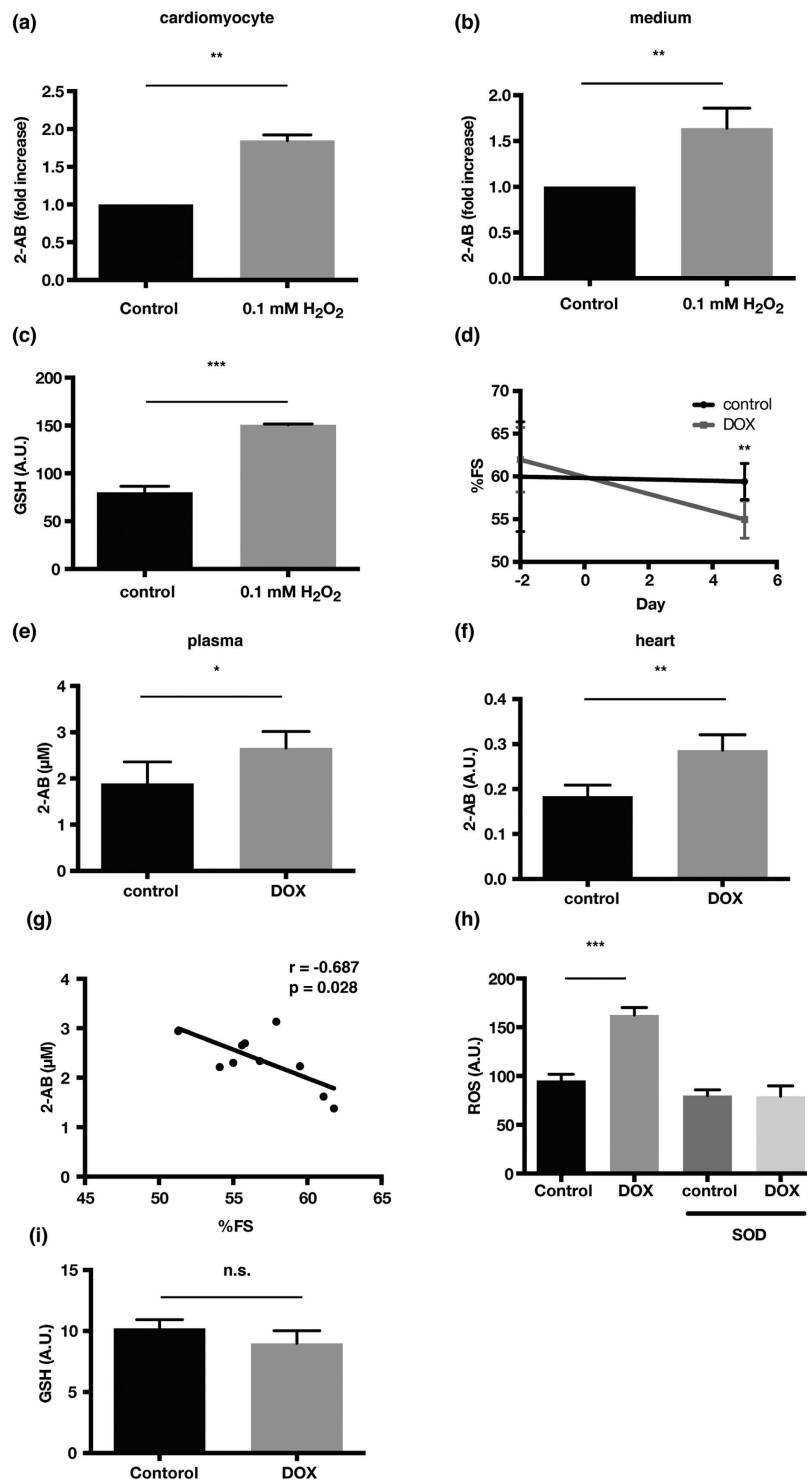 (a) cardiomyocyte
**
2-AB (fold increase)
2.5
2.0
1.5
1.0
0.5
0.0
Control 0.1 mM H₂O₂
(b) medium
**
2-AB (fold increase)
2.0
1.5
1.0
0.5
0.0
Control 0.1 mM H₂O₂
(c)
***
GSH (A.U.)
200
150
100
50
0
control 0.1 mM H₂O₂
(d)
control
DOX
**
%FS
70
65
60
55
50
-2 0 2 4 6
Day
(e) plasma
*
2-AB (μM)
4
3
2
1
0
control DOX
(f) heart
**
2-AB (A.U.)
0.4
0.3
0.2
0.1
0.0
control DOX
(g)
r = -0.687
p = 0.028
2-AB (μM)
4
3
2
1
0
45 50 55 60 65
%FS
(h)
***
ROS (A.U.)
200
150
100
50
0
Control DOX control DOX
SOD
(i)
n.s.
GSH (A.U.)
15
10
5
0
Contorol DOX